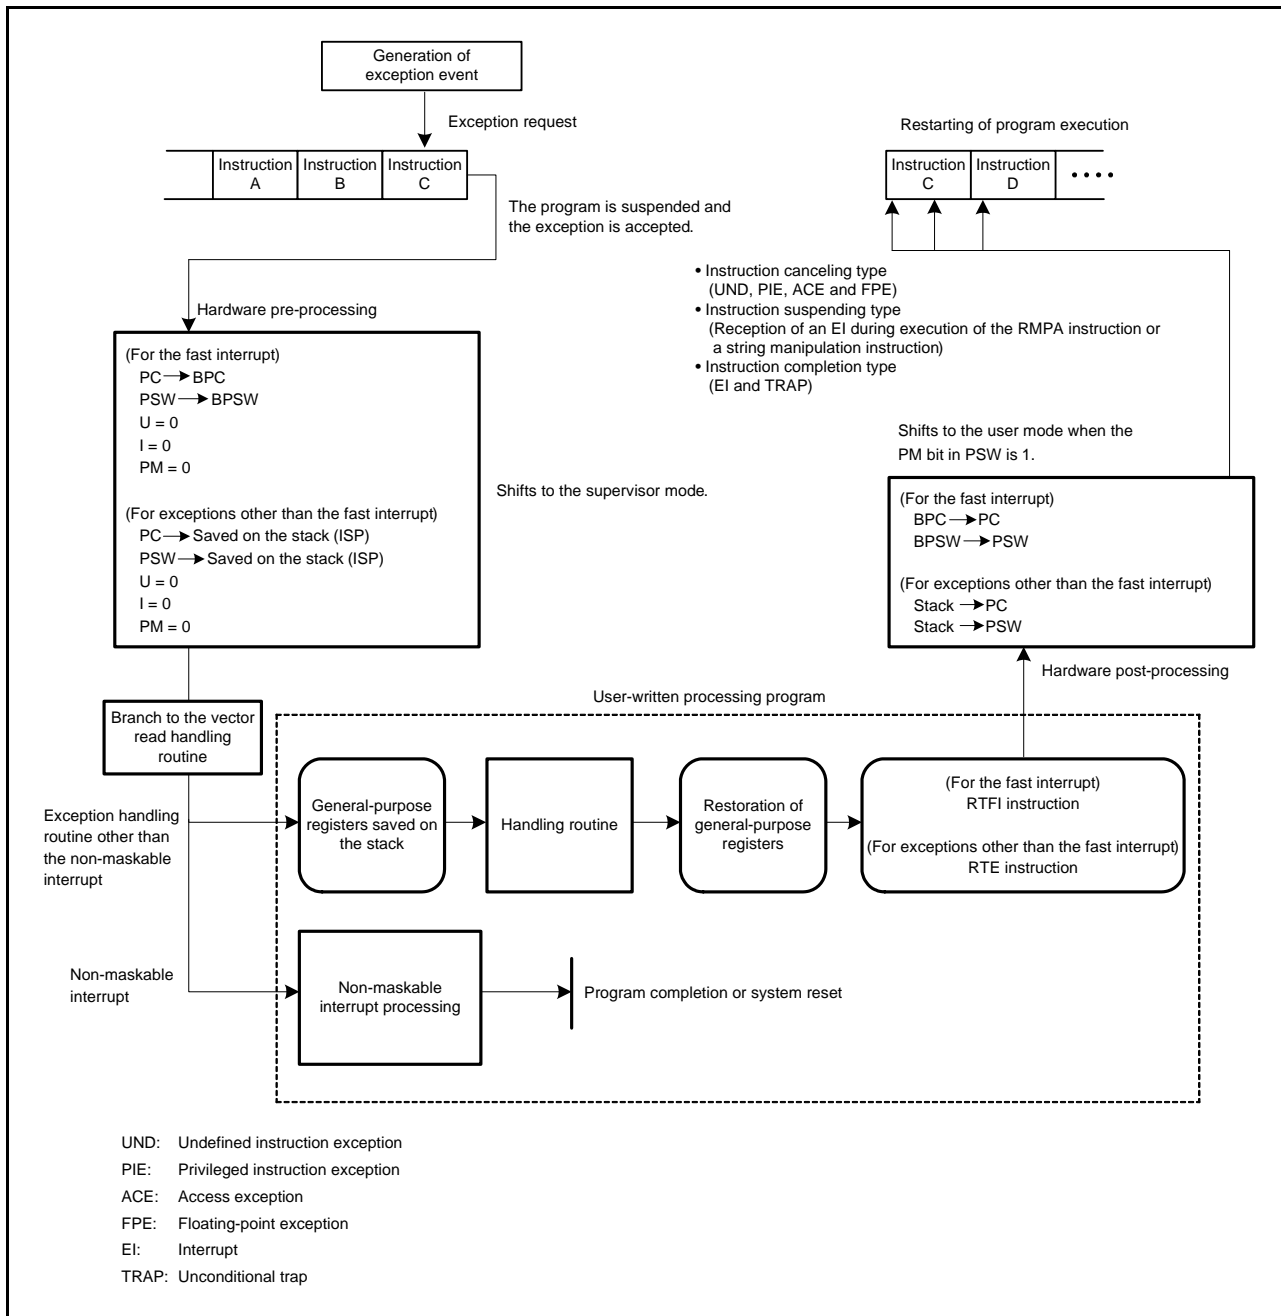 Generation of
exception event
Exception request
Instruction
A
Instruction
B
Instruction
C
The program is suspended and
the exception is accepted.
Restarting of program execution
Instruction
C
Instruction
D
• • • •
• Instruction canceling type
(UND, PIE, ACE and FPE)
• Instruction suspending type
(Reception of an EI during execution of the RMPA instruction or
a string manipulation instruction)
• Instruction completion type
(EI and TRAP)
Hardware pre-processing
(For the fast interrupt)
PC → BPC
PSW → BPSW
U = 0
I = 0
PM = 0
(For exceptions other than the fast interrupt)
PC → Saved on the stack (ISP)
PSW → Saved on the stack (ISP)
U = 0
I = 0
PM = 0
Shifts to the supervisor mode.
Shifts to the user mode when the
PM bit in PSW is 1.
(For the fast interrupt)
BPC → PC
BPSW → PSW
(For exceptions other than the fast interrupt)
Stack → PC
Stack → PSW
Hardware post-processing
User-written processing program
Branch to the vector
read handling
routine
Exception handling
routine other than
the non-maskable
interrupt
General-purpose
registers saved on
the stack
Handling routine
Restoration of
general-purpose
registers
(For the fast interrupt)
RTFI instruction
(For exceptions other than the fast interrupt)
RTE instruction
Non-maskable
interrupt
Non-maskable
interrupt processing
Program completion or system reset
UND: Undefined instruction exception
PIE: Privileged instruction exception
ACE: Access exception
FPE: Floating-point exception
EI: Interrupt
TRAP: Unconditional trap